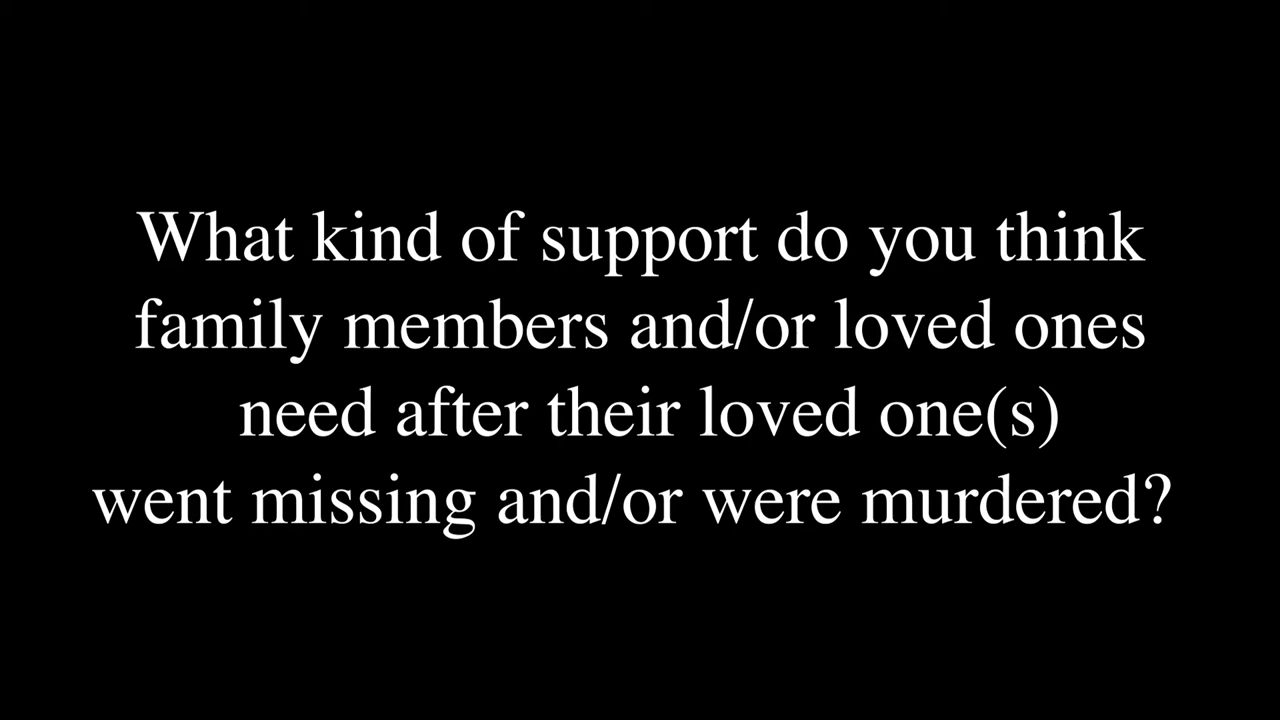 What kind of support do you think
family members and/or loved ones
need after their loved one(s)
went missing and/or were murdered?